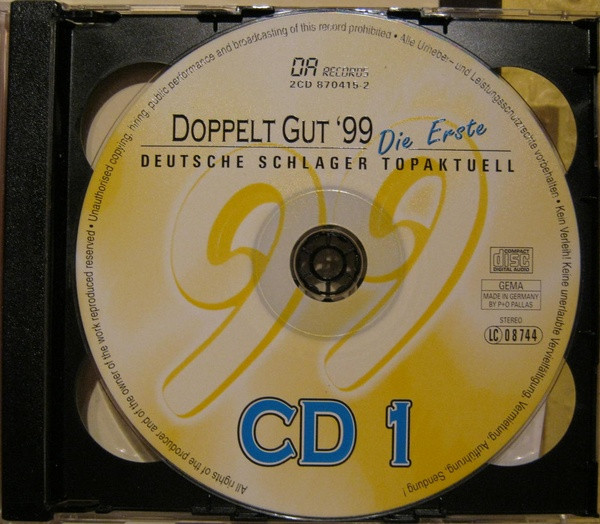 DA RECORDS
2CD 870415-2
DOPPELT GUT '99 Die Erste
DEUTSCHE SCHLAGER TOPAKTUELL
99
COMPACT
disc
DIGITAL AUDIO
GEMA
MADE IN GERMANY
BY P+O PALLAS
STEREO
LC 08744
CD 1
All rights of the producer and of the owner of the work reproduced reserved • Unauthorised copying, hiring, public performance and broadcasting of this record prohibited • Alle Urheber- und Leistungsschutzrechte vorbehalten • Kein Verleih! Keine unerlaubte Vervielfältigung, Vermietung, Aufführung, Sendung!